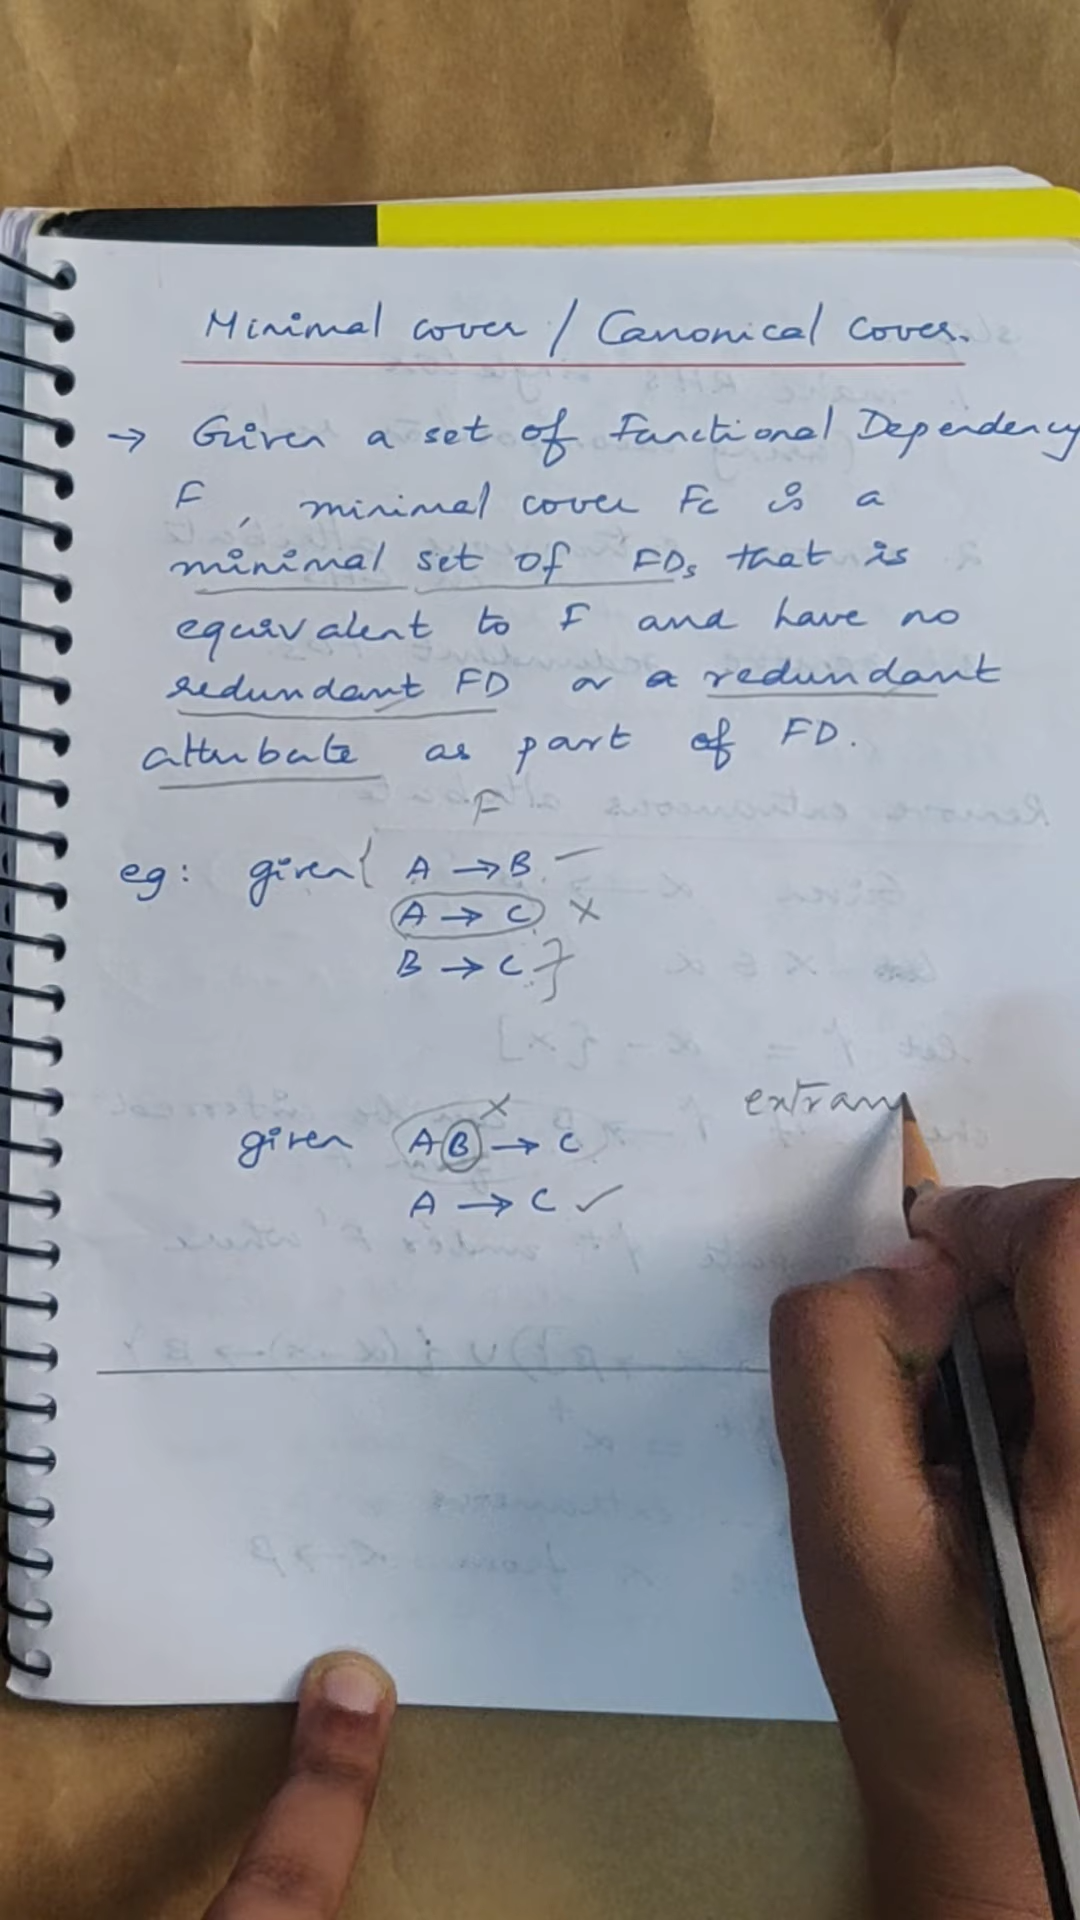 Minimal cover / Canonical Cover.
→ Given a set of Functional Dependency
F, minimal cover Fc is a
minimal set of FDs that is
equivalent to F and have no
redundant FD or a redundant
attribute as part of FD.
F
eg: given { A → B
A → C ×
B → C }
extran
given AB → C ×
A → C ✓